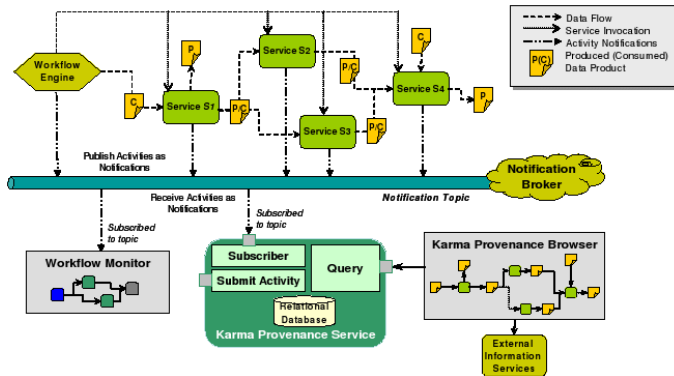 Data Flow
Service Invocation
Activity Notifications
P(C)
Produced (Consumed)
Data Product
Workflow
Engine
C
P
Service S1
P/C
Service S2
P/C
Service S3
P/C
C
Service S4
P
Publish Activities as
Notifications
Receive Activities as
Notifications
Notification Topic
Notification
Broker
Subscribed
to topic
Subscribed
to topic
Workflow Monitor
Subscriber
Submit Activity
Query
Relational
Database
Karma Provenance Service
Karma Provenance Browser
External
Information
Services